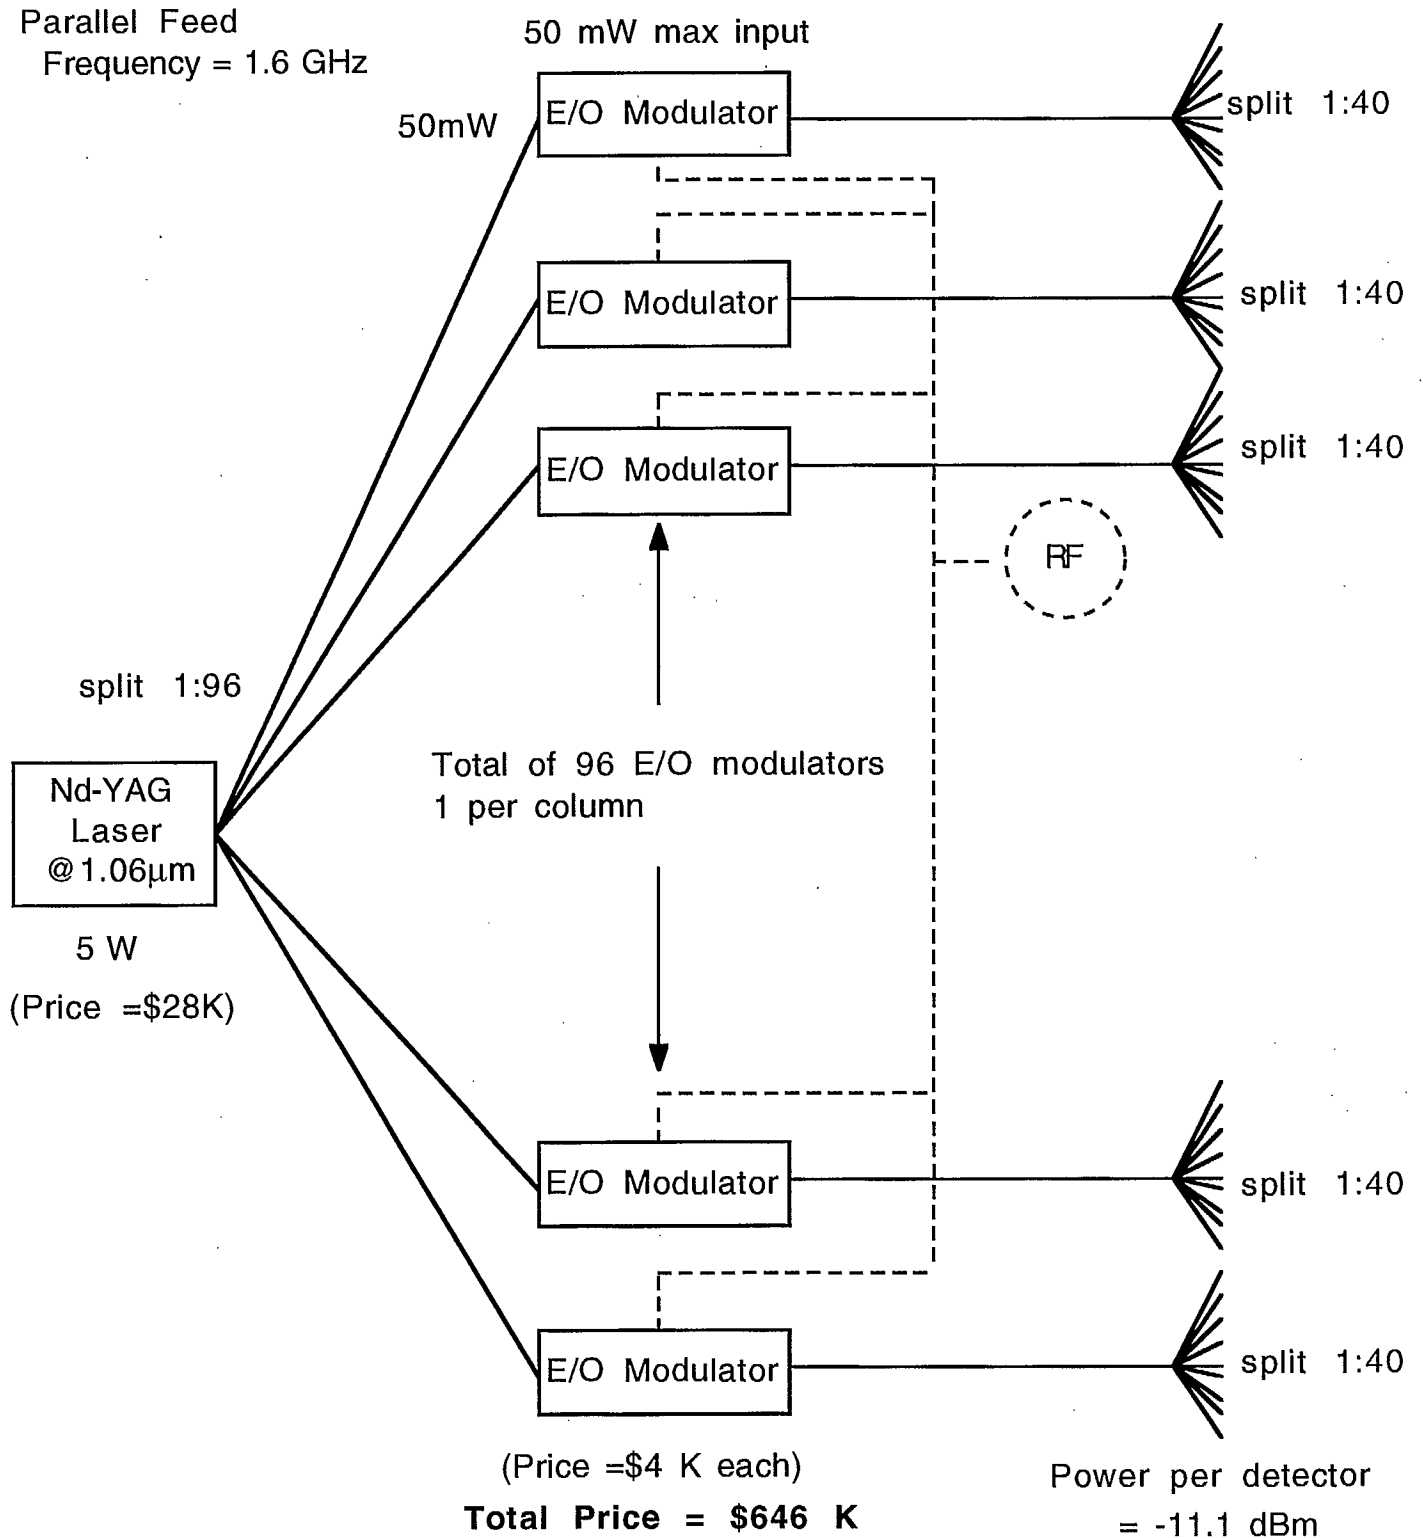 Parallel Feed
Frequency = 1.6 GHz
50 mW max input
50mW
E/O Modulator
split 1:40
E/O Modulator
split 1:40
E/O Modulator
split 1:40
RF
split 1:96
Total of 96 E/O modulators
1 per column
Nd-YAG
Laser
@1.06μm
5 W
(Price =$28K)
E/O Modulator
split 1:40
E/O Modulator
split 1:40
(Price =$4 K each)
Total Price = $646 K
Power per detector
= -11.1 dBm